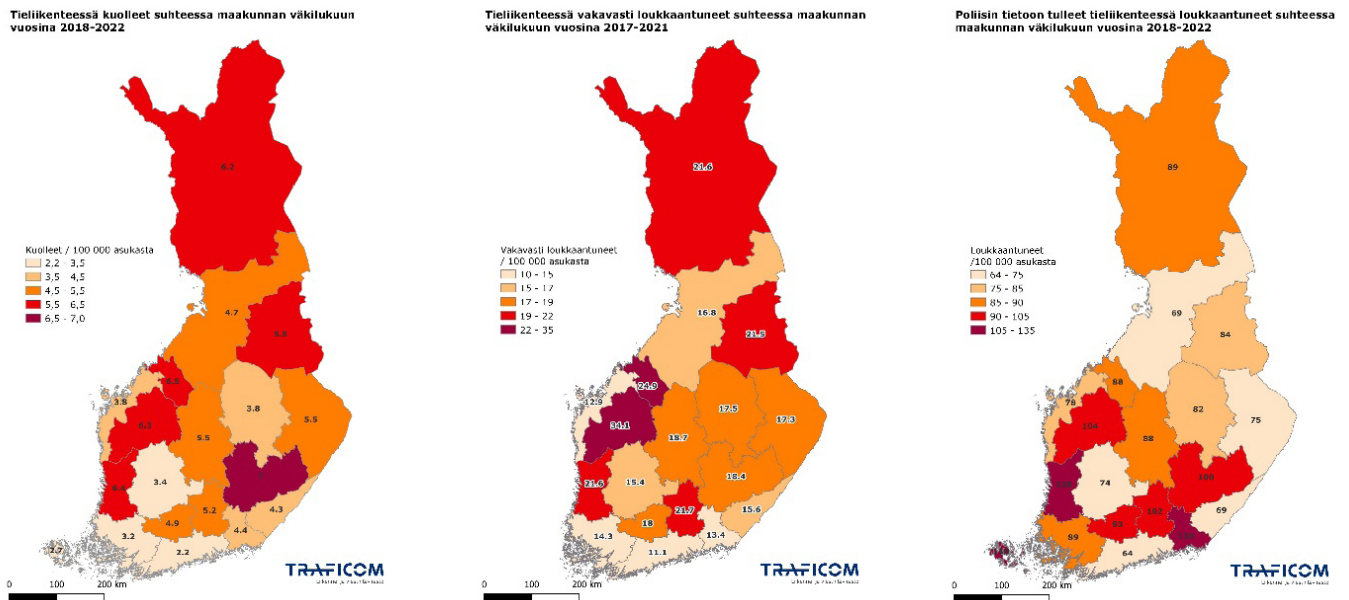 Tieliikenteessä kuolleet suhteessa maakunnan väkilukuun
vuosina 2018-2022
6.2
Kuolleet / 100 000 asukasta
2,2 - 3,5
3,5 - 4,5
4,5 - 5,5
5,5 - 6,5
6,5 - 7,0
4.7
3.8
3.8
5.5
6.3
5.5
3.4
4.3
5.2
4.9
4.4
3.2
2.2
2.7
TRAFICOM
0 100 200 km
Tieliikenteessä vakavasti loukkaantuneet suhteessa maakunnan
väkilukuun vuosina 2017-2021
21.6
Vakavasti loukkaantuneet
/ 100 000 asukasta
10 - 15
15 - 17
17 - 19
19 - 22
22 - 35
16.8
24.9
12.9
17.5
17.3
34.1
18.7
18.4
21.6
15.4
15.6
21.7
18
13.4
14.3
11.1
TRAFICOM
0 100 200 km
Poliisin tietoon tulleet tieliikenteessä loukkaantuneet suhteessa
maakunnan väkilukuun vuosina 2018-2022
89
Loukkaantuneet
/100 000 asukasta
64 - 75
75 - 85
85 - 90
90 - 105
105 - 135
69
84
88
78
82
75
104
88
74
100
69
102
93
89
64
TRAFICOM
0 100 200 km